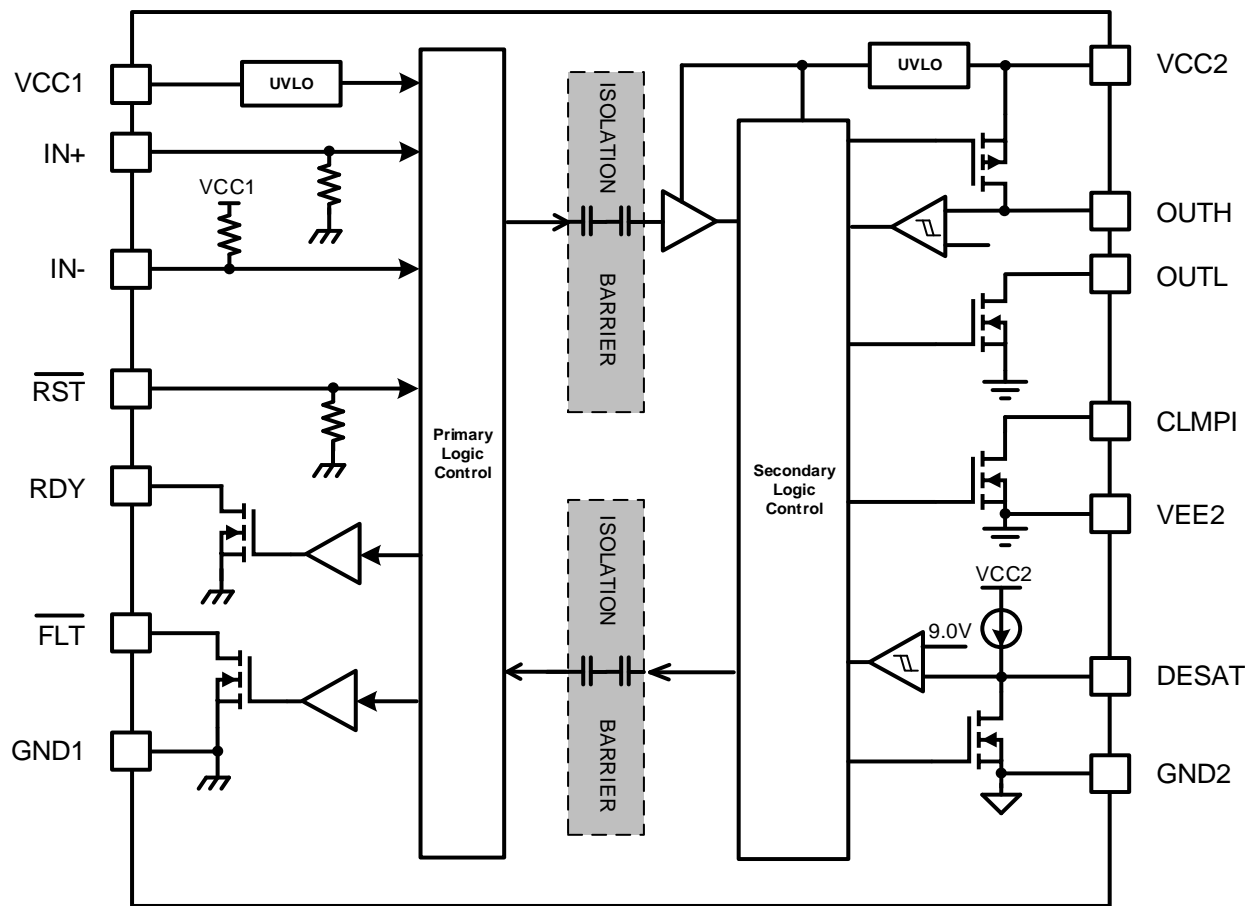 VCC1
UVLO
IN+
VCC1
IN-
RST
RDY
FLT
GND1
Primary
Logic
Control
ISOLATION
BARRIER
ISOLATION
BARRIER
Secondary
Logic
Control
UVLO
VCC2
OUTH
OUTL
CLMPI
VEE2
VCC2
9.0V
DESAT
GND2